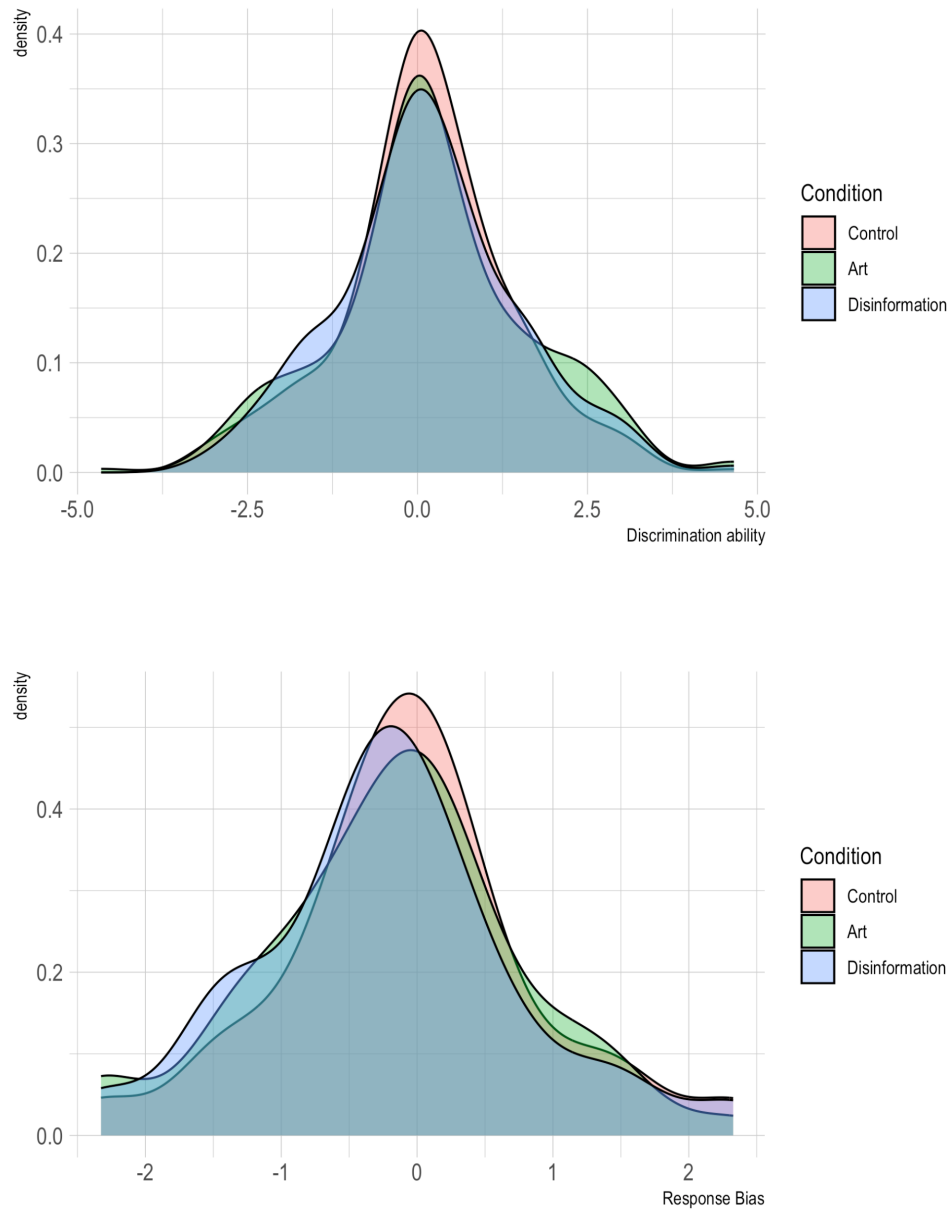 density
0.4
0.3
0.2
0.1
0.0
-5.0 -2.5 0.0 2.5 5.0
Discrimination ability
Condition
Control
Art
Disinformation
density
0.4
0.2
0.0
-2 -1 0 1 2
Response Bias
Condition
Control
Art
Disinformation